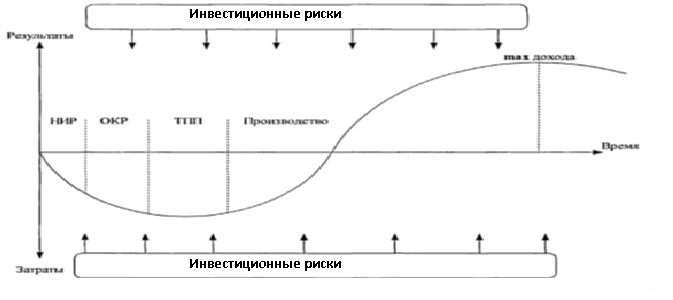 Инвестиционные риски
Результаты
max дохода
НИР ОКР ТПП Производство
Время
Затраты
Инвестиционные риски